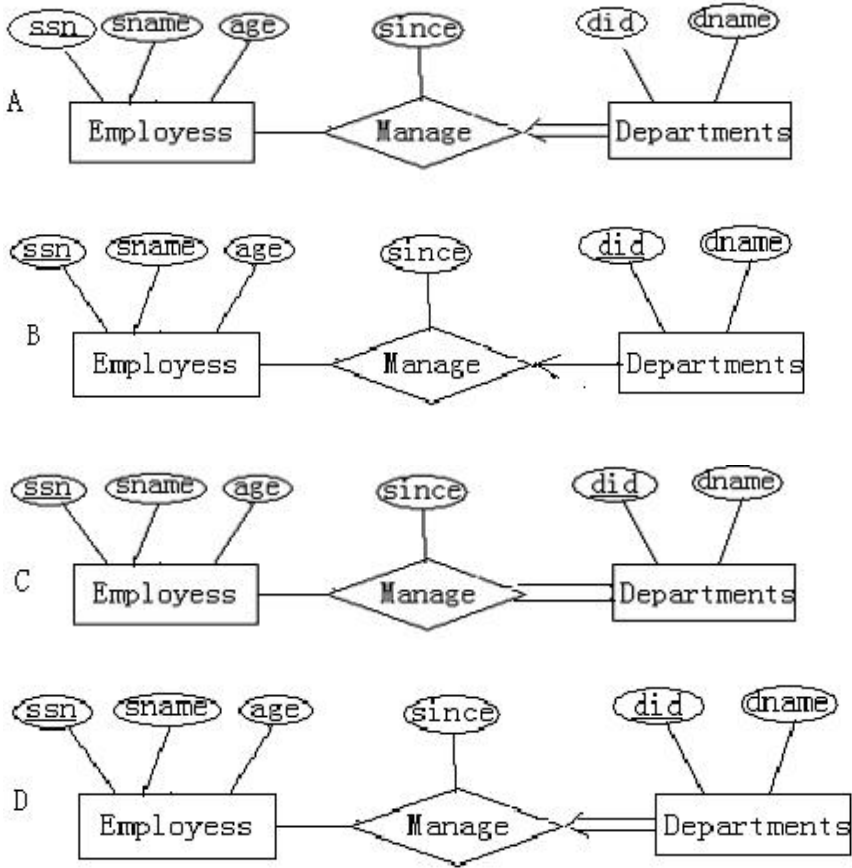 ssn sname age since did dname
A Employess Manage Departments
ssn sname age since did dname
B Employess Manage Departments
ssn sname age since did dname
C Employess Manage Departments
ssn sname age since did dname
D Employess Manage Departments